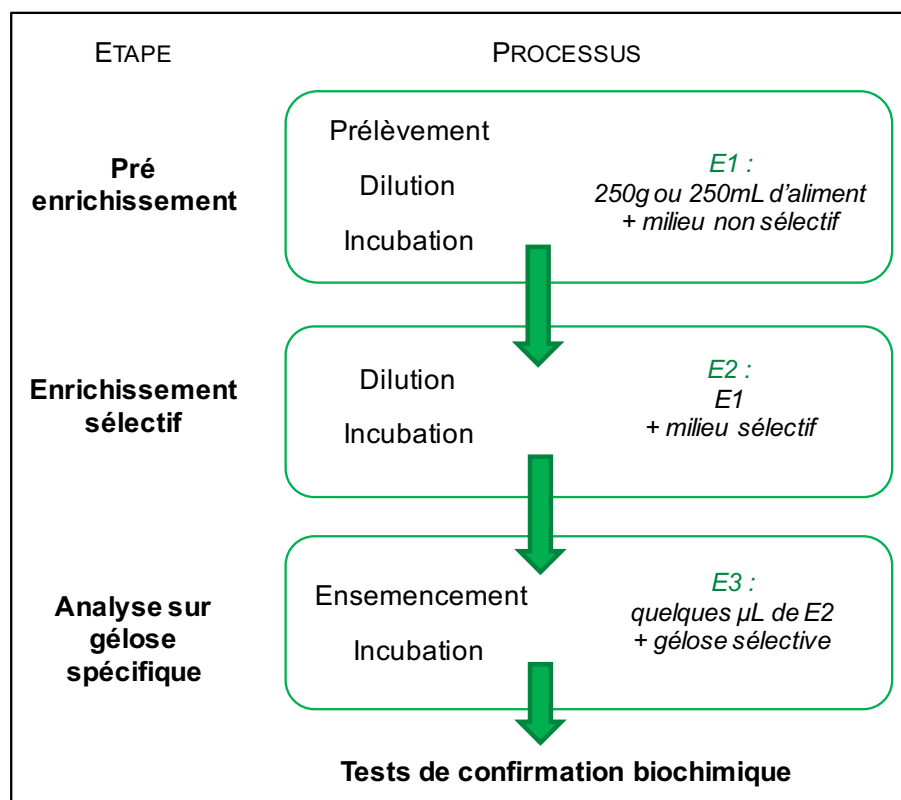 ETAPE
PROCESSUS
Pré
enrichissement
Prélèvement
Dilution
Incubation
E1 :
250g ou 250mL d'aliment
+ milieu non sélectif
Enrichissement
sélectif
Dilution
Incubation
E2 :
E1
+ milieu sélectif
Analyse sur
gélose
spécifique
Ensemencement
Incubation
E3 :
quelques µL de E2
+ gélose sélective
Tests de confirmation biochimique